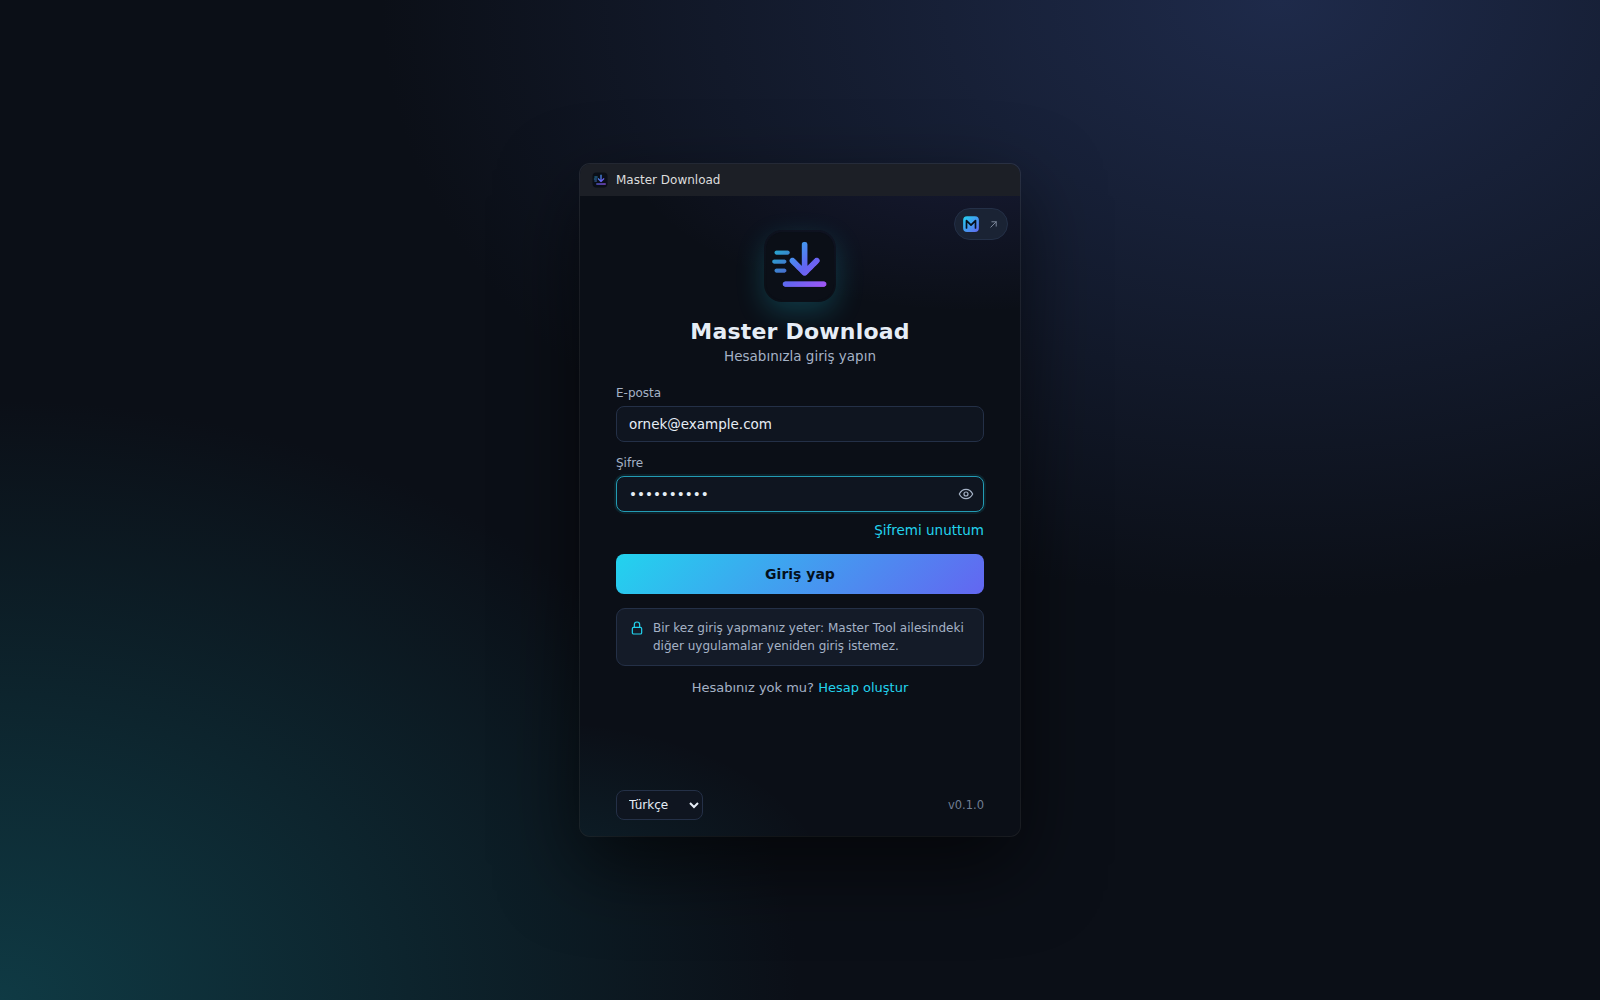 Master Download
Master Download
Hesabınızla giriş yapın
E-posta
ornek@example.com
Şifre
••••••••••
Şifremi unuttum
Giriş yap
Bir kez giriş yapmanız yeter: Master Tool ailesindeki
diğer uygulamalar yeniden giriş istemez.
Hesabınız yok mu? Hesap oluştur
Türkçe
v0.1.0